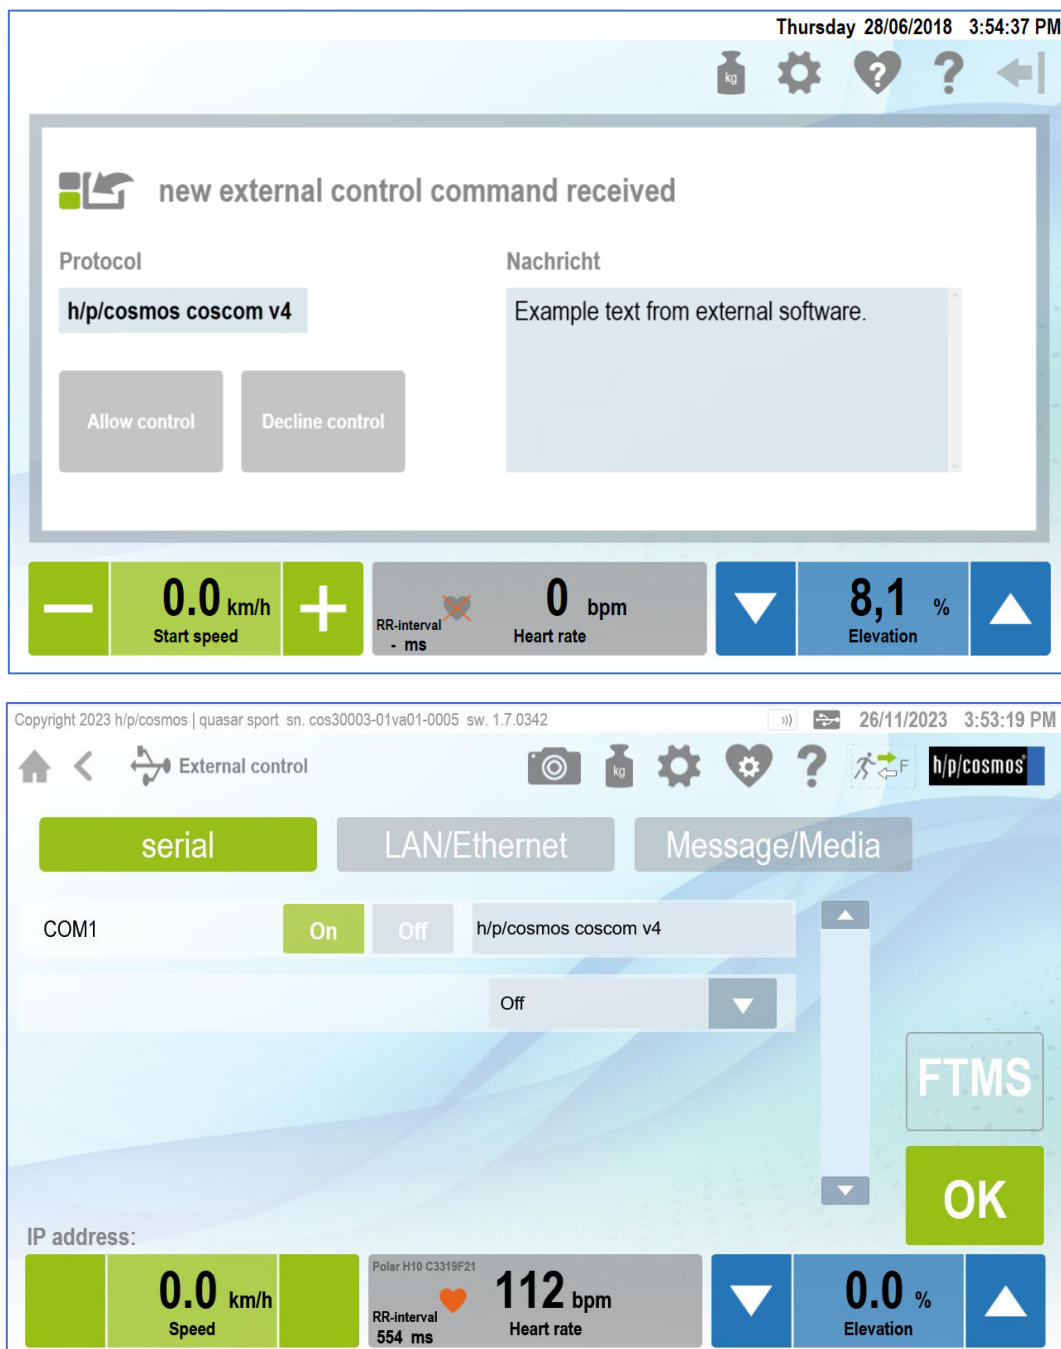 Thursday 28/06/2018 3:54:37 PM
kg ? ?
new external control command received
Protocol
Nachricht
h/p/cosmos coscom v4
Example text from external software.
Allow control
Decline control
0.0 km/h
Start speed
RR-interval
- ms
0 bpm
Heart rate
8,1 %
Elevation
Copyright 2023 h/p/cosmos | quasar sport sn. cos30003-01va01-0005 sw. 1.7.0342
26/11/2023 3:53:19 PM
External control
kg ? F h/p/cosmos®
serial
LAN/Ethernet
Message/Media
COM1
On
Off
h/p/cosmos coscom v4
Off
FTMS
OK
IP address:
0.0 km/h
Speed
Polar H10 C3319F21
RR-interval
554 ms
112 bpm
Heart rate
0.0 %
Elevation